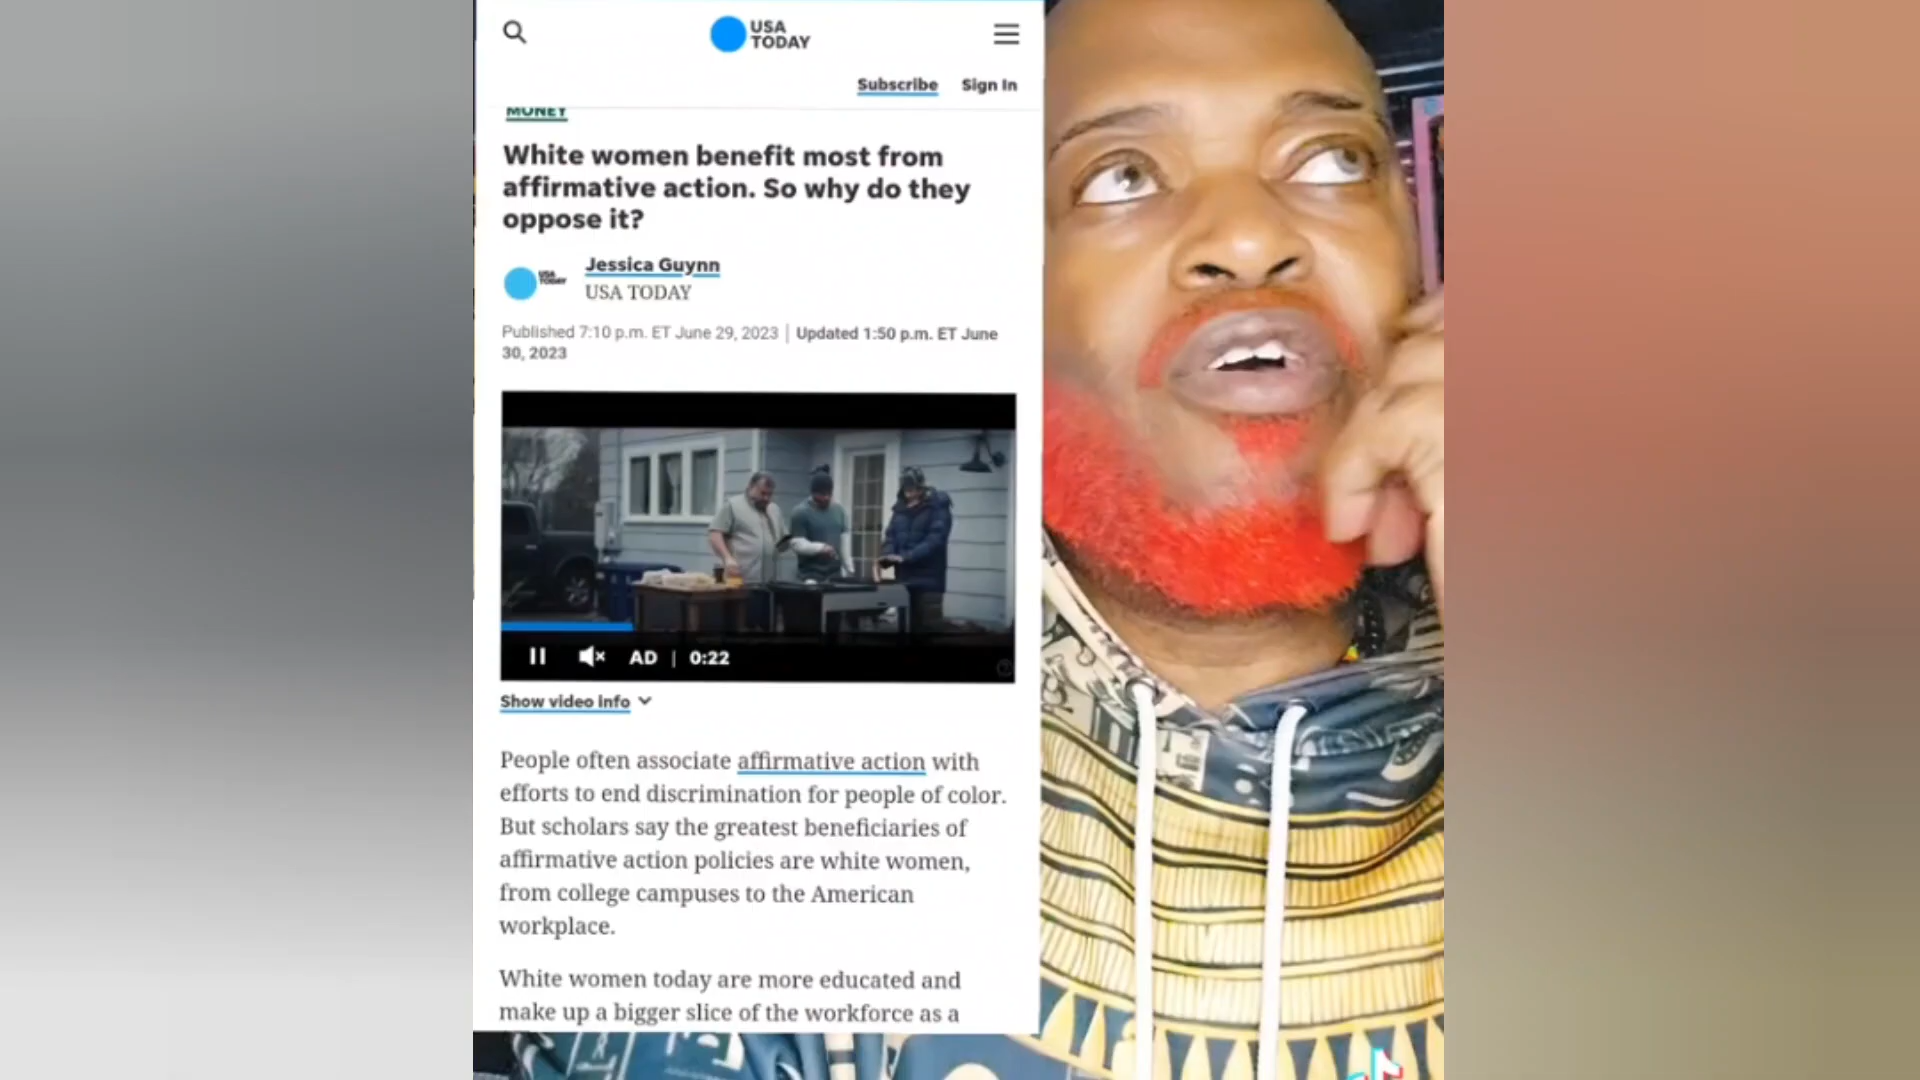 USA
TODAY
Subscribe Sign In
MONEY
White women benefit most from
affirmative action. So why do they
oppose it?
USA
TODAY
Jessica Guynn
USA TODAY
Published 7:10 p.m. ET June 29, 2023 | Updated 1:50 p.m. ET June
30, 2023
AD | 0:22
Show video info
People often associate affirmative action with
efforts to end discrimination for people of color.
But scholars say the greatest beneficiaries of
affirmative action policies are white women,
from college campuses to the American
workplace.
White women today are more educated and
make up a bigger slice of the workforce as a